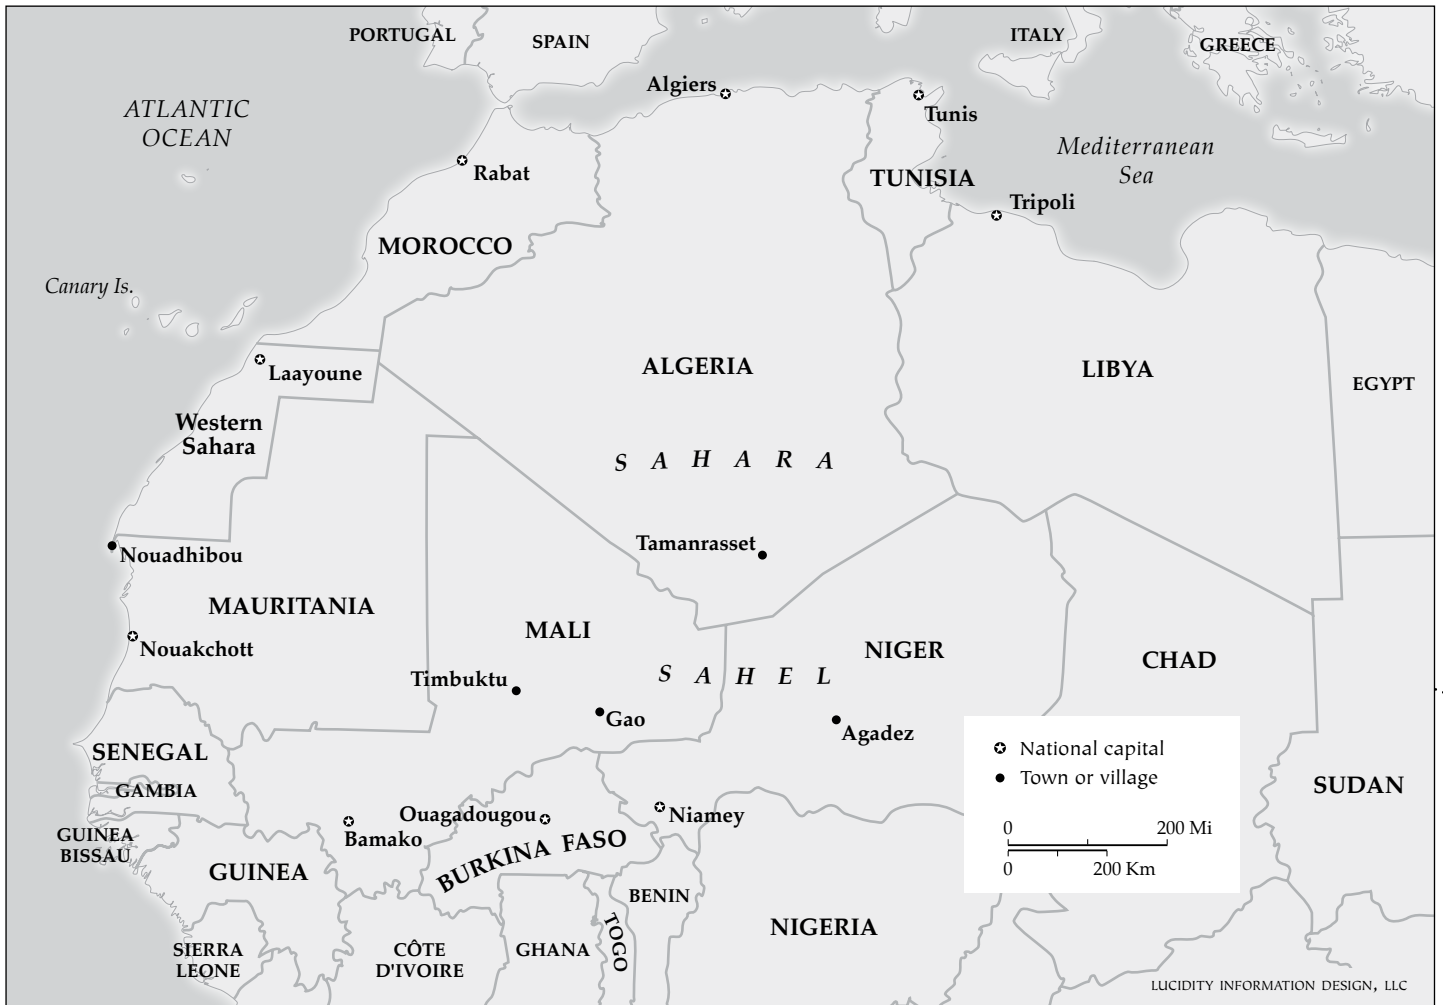 PORTUGAL
SPAIN
ITALY
GREECE
ATLANTIC
OCEAN
Algiers
Tunis
Mediterranean
Sea
Rabat
TUNISIA
Tripoli
MOROCCO
Canary Is.
ALGERIA
LIBYA
EGYPT
Laayoune
Western
Sahara
SAHARA
Tamanrasset
Nouadhibou
MAURITANIA
MALI
NIGER
CHAD
Nouakchott
Timbuktu
SAHEL
Gao
Agadez
SENEGAL
GAMBIA
National capital
Town or village
SUDAN
Ouagadougou
Niamey
Bamako
GUINEA
BISSAU
0 200 Mi
0 200 Km
BURKINA FASO
GUINEA
BENIN
NIGERIA
TOGO
SIERRA
LEONE
CÔTE
D'IVOIRE
GHANA
LUCIDITY INFORMATION DESIGN, LLC